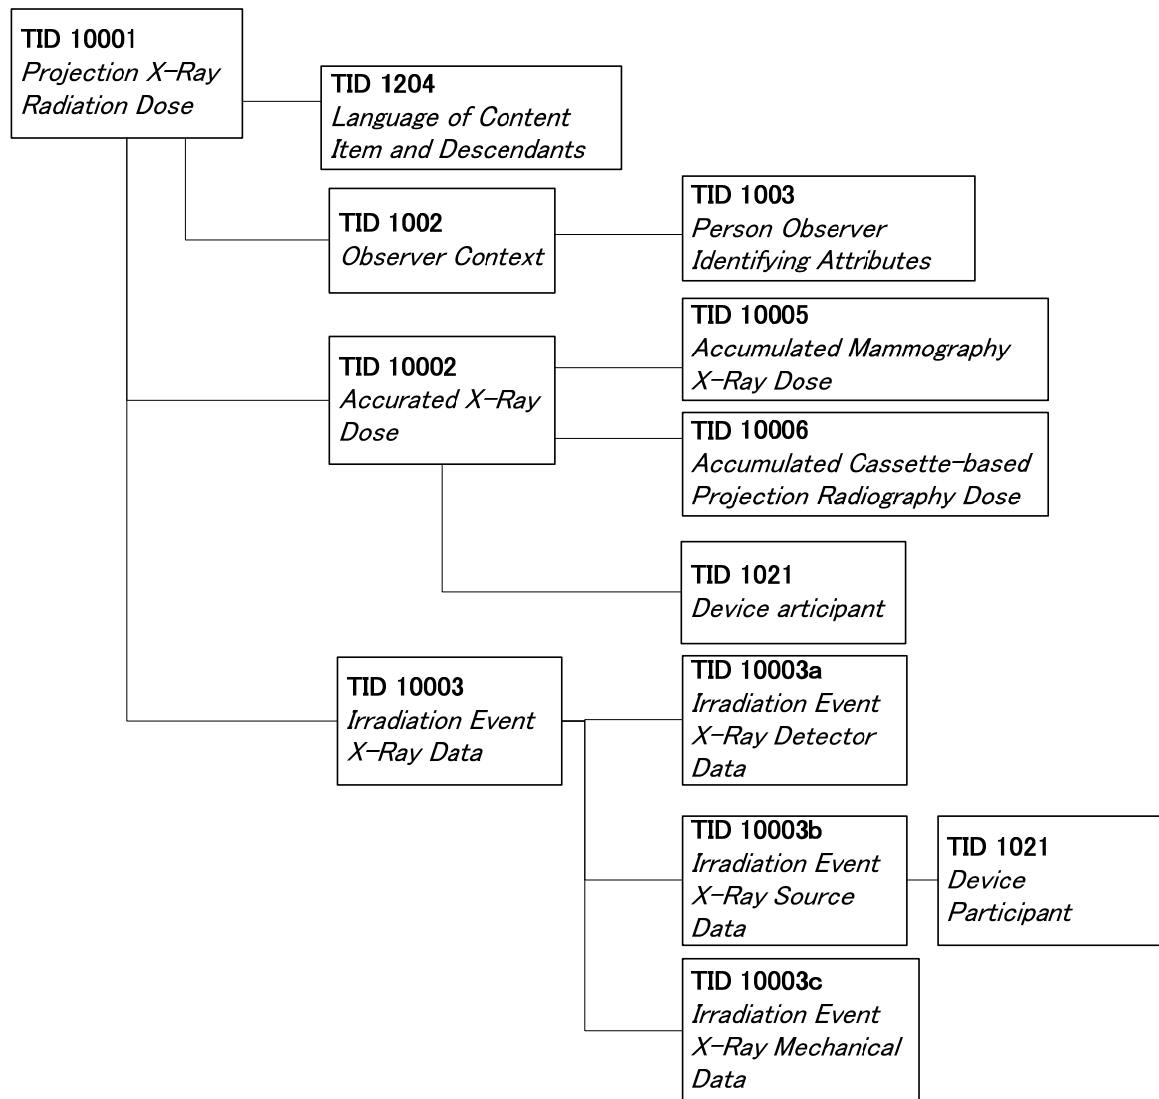 TID 10001
Projection X-Ray
Radiation Dose
TID 1204
Language of Content
Item and Descendants
TID 1002
Observer Context
TID 1003
Person Observer
Identifying Attributes
TID 10002
Accurated X-Ray
Dose
TID 10005
Accumulated Mammography
X-Ray Dose
TID 10006
Accumulated Cassette-based
Projection Radiography Dose
TID 1021
Device articipant
TID 10003
Irradiation Event
X-Ray Data
TID 10003a
Irradiation Event
X-Ray Detector
Data
TID 10003b
Irradiation Event
X-Ray Source
Data
TID 1021
Device
Participant
TID 10003c
Irradiation Event
X-Ray Mechanical
Data